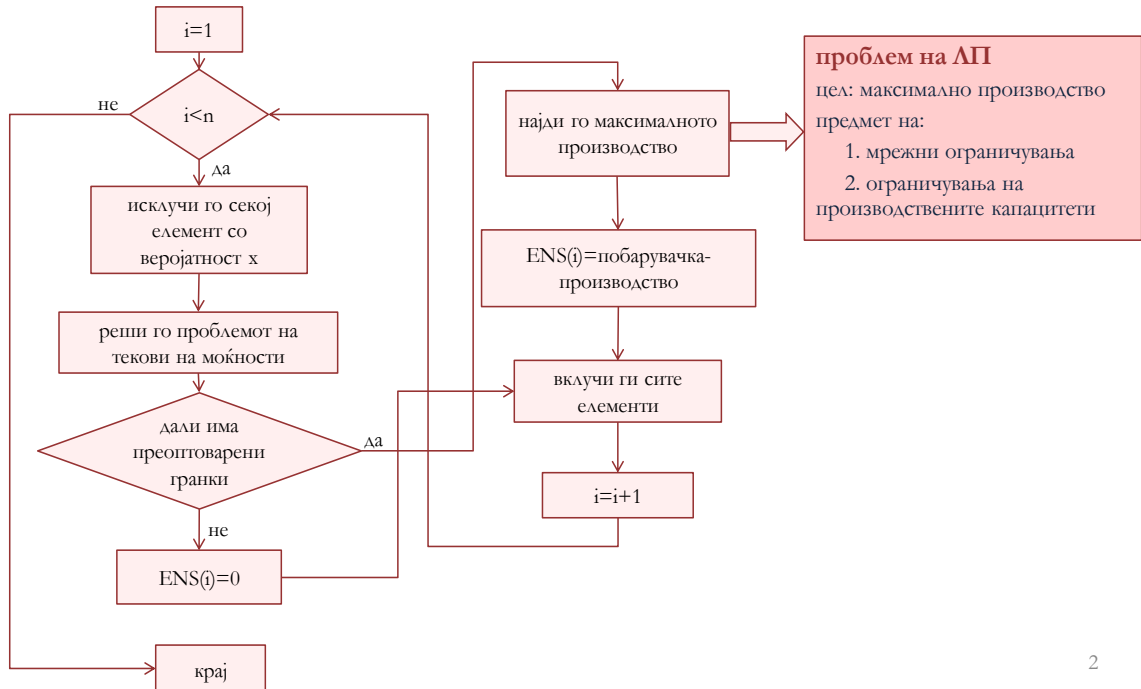 i=1
i<n
не
да
исклучи го секој
елемент со
веројатност x
реши го проблемот на
текови на моќности
дали има
преоптоварени
гранки
да
не
ENS(i)=0
крај
најди го максималното
производство
ENS(i)=побарувачка-
производство
вклучи ги сите
елементи
i=i+1
проблем на ЛП
цел: максимално производство
предмет на:
1. мрежни ограничувања
2. ограничувања на
производствените капацитети
2